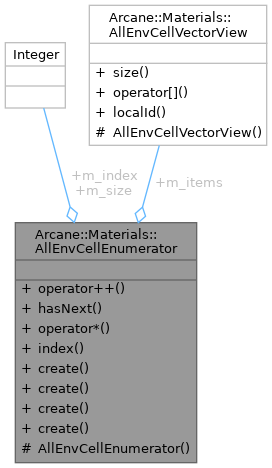 Arcane::Materials::
AllEnvCellVectorView
+ size()
+ operator[]()
+ localId()
# AllEnvCellVectorView()
Integer
+m_index
+m_size
+m_items
Arcane::Materials::
AllEnvCellEnumerator
+ operator++()
+ hasNext()
+ operator*()
+ index()
+ create()
+ create()
+ create()
+ create()
# AllEnvCellEnumerator()